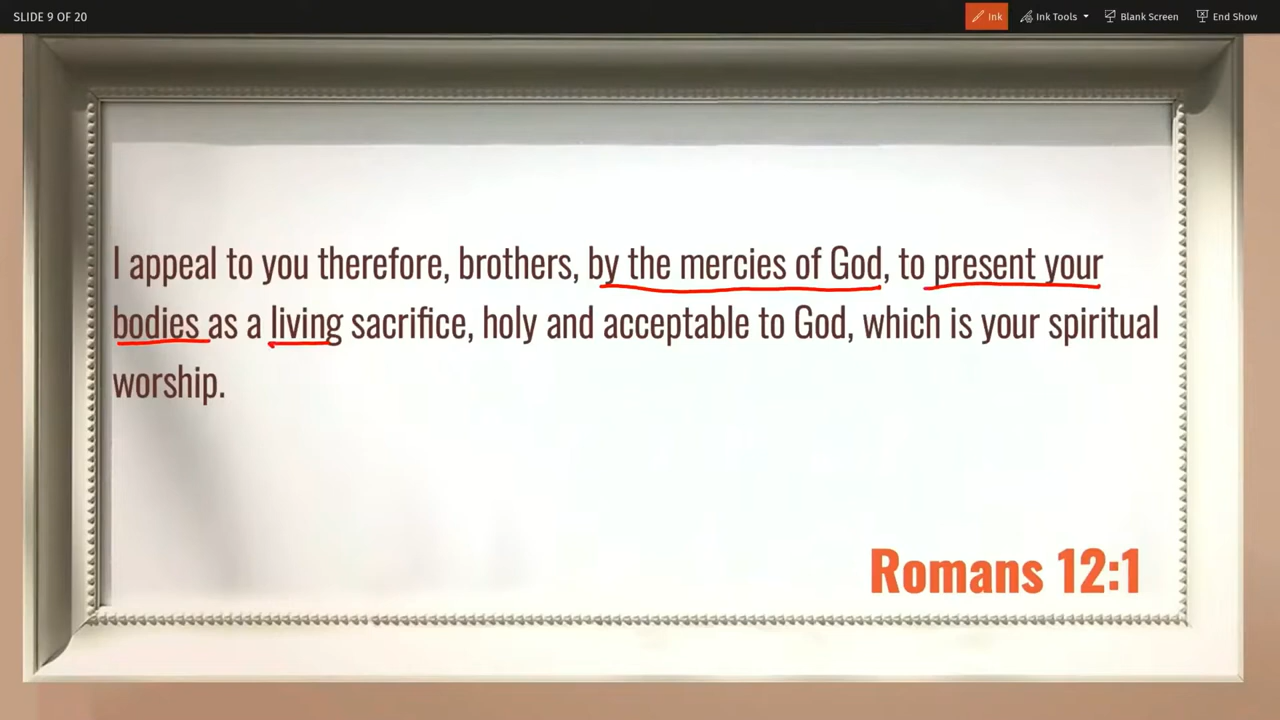 SLIDE 9 OF 20
Ink
Ink Tools
Blank Screen
End Show
I appeal to you therefore, brothers, by the mercies of God, to present your
bodies as a living sacrifice, holy and acceptable to God, which is your spiritual
worship.
Romans 12:1